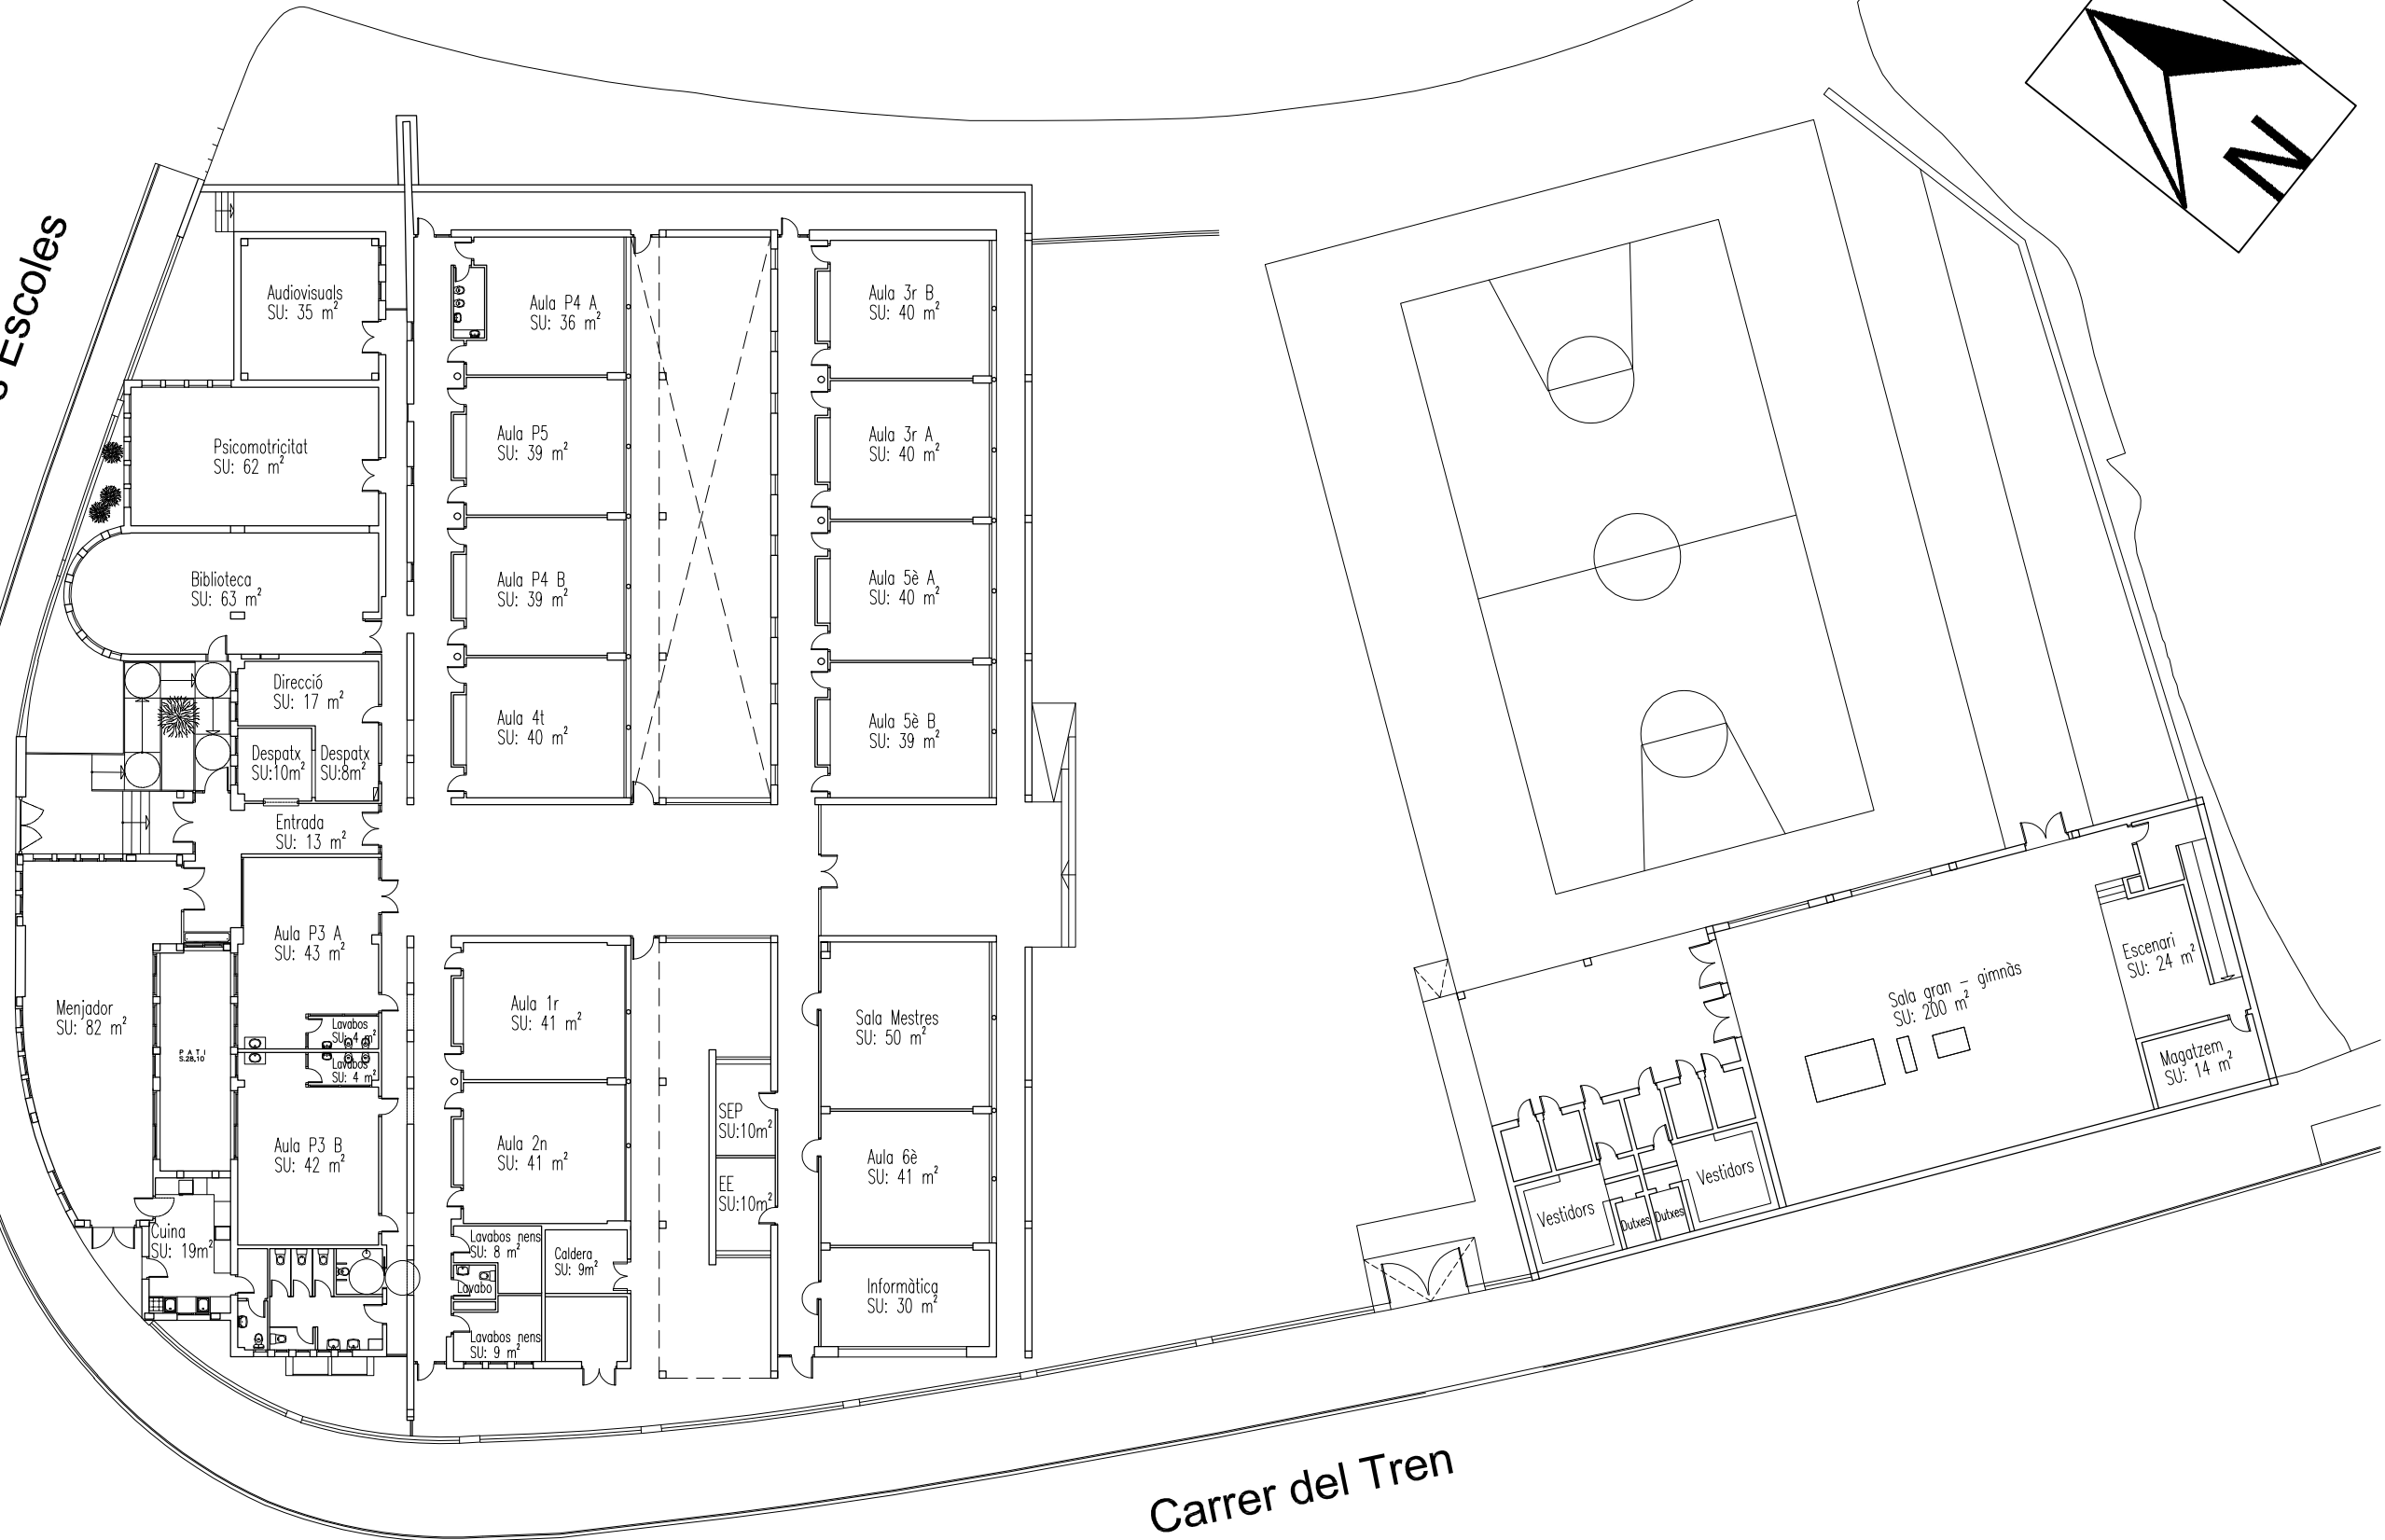 N
s Escoles
Audiovisuals
SU: 35 m²
Aula P4 A
SU: 36 m²
Aula 3r B
SU: 40 m²
Psicomotricitat
SU: 62 m²
Aula P5
SU: 39 m²
Aula 3r A
SU: 40 m²
Biblioteca
SU: 63 m²
Aula P4 B
SU: 39 m²
Aula 5è A
SU: 40 m²
Direcció
SU: 17 m²
Despatx
SU:10m²
Despatx
SU:8m²
Aula 4t
SU: 40 m²
Aula 5è B
SU: 39 m²
Entrada
SU: 13 m²
Aula P3 A
SU: 43 m²
Menjador
SU: 82 m²
PATI
S.28,10
Lavabos
SU: 4 m²
Lavabos
SU: 4 m²
Aula P3 B
SU: 42 m²
Cuina
SU: 19m²
Aula 1r
SU: 41 m²
Aula 2n
SU: 41 m²
Lavabos nens
SU: 8 m²
Caldera
SU: 9m²
Lavabo
Lavabos nens
SU: 9 m²
SEP
SU:10m²
EE
SU:10m²
Sala Mestres
SU: 50 m²
Aula 6è
SU: 41 m²
Informàtica
SU: 30 m²
Escenari
SU: 24 m²
Sala gran - gimnàs
SU: 200 m²
Magatzem
SU: 14 m²
Vestidors
Dutxes
Dutxes
Vestidors
Carrer del Tren